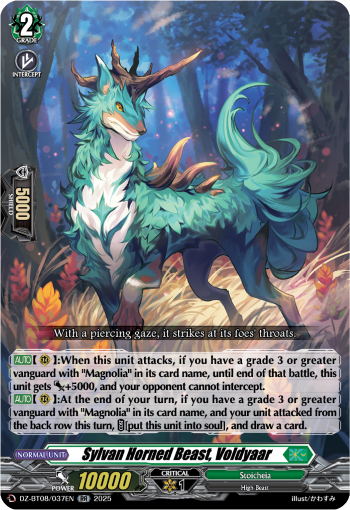 2
GRADE
INTERCEPT
5000
SHIELD
With a piercing gaze, it strikes at its foes' throats.
AUTO【 】:When this unit attacks, if you have a grade 3 or greater
vanguard with "Magnolia" in its card name, until end of that battle, this
unit gets +5000, and your opponent cannot intercept.
AUTO【 】:At the end of your turn, if you have a grade 3 or greater
vanguard with "Magnolia" in its card name, and your unit attacked from
the back row this turn, [put this unit into soul], and draw a card.
NORMAL UNIT
Sylvan Horned Beast, Voldyaar
POWER
10000
CRITICAL
1
Stoicheia
High Beast
DZ-BT08/037EN RR 2025
illust/かわすみ